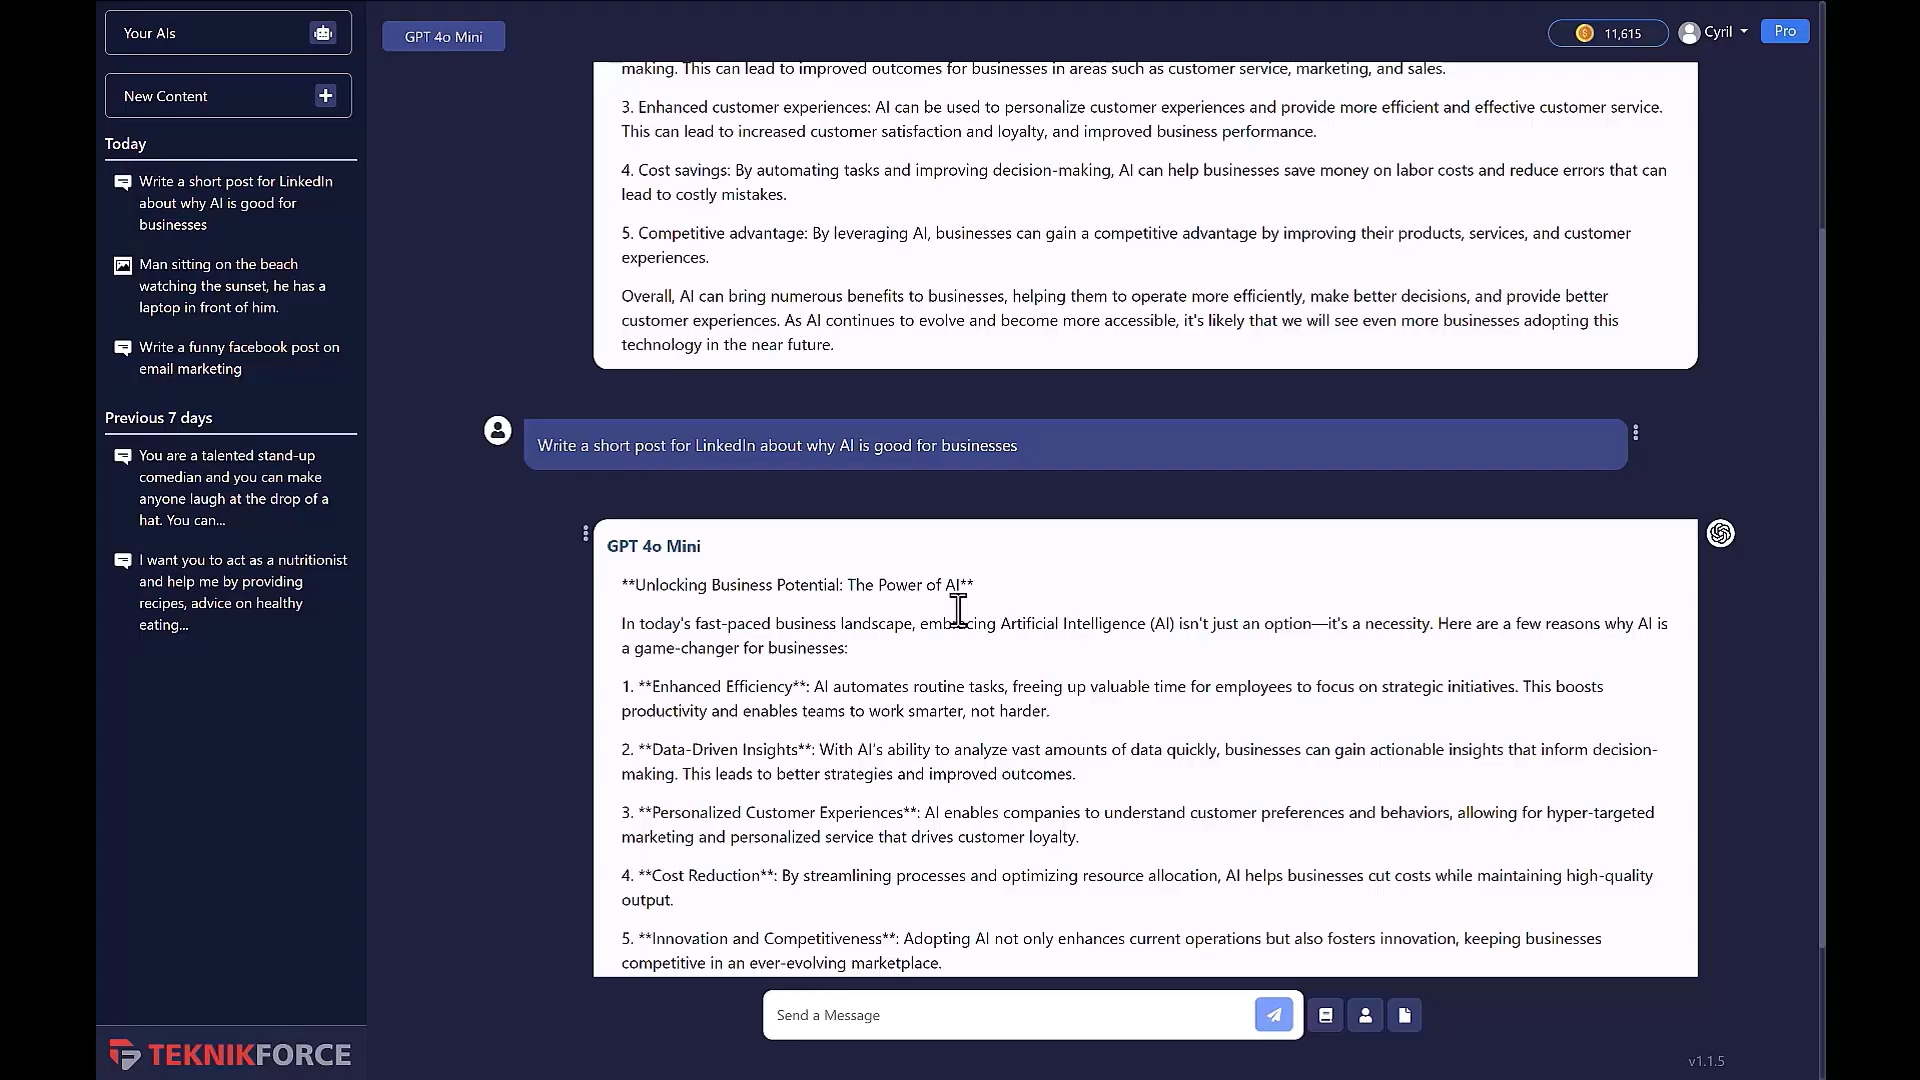 Your AIs
New Content
Today
Write a short post for LinkedIn
about why AI is good for
businesses
Man sitting on the beach
watching the sunset, he has a
laptop in front of him.
Write a funny facebook post on
email marketing
Previous 7 days
You are a talented stand-up
comedian and you can make
anyone laugh at the drop of a
hat. You can...
I want you to act as a nutritionist
and help me by providing
recipes, advice on healthy
eating...
TEKNIKFORCE
GPT 4o Mini
11,615
Cyril
Pro
making. This can lead to improved outcomes for businesses in areas such as customer service, marketing, and sales.
3. Enhanced customer experiences: AI can be used to personalize customer experiences and provide more efficient and effective customer service.
This can lead to increased customer satisfaction and loyalty, and improved business performance.
4. Cost savings: By automating tasks and improving decision-making, AI can help businesses save money on labor costs and reduce errors that can
lead to costly mistakes.
5. Competitive advantage: By leveraging AI, businesses can gain a competitive advantage by improving their products, services, and customer
experiences.
Overall, AI can bring numerous benefits to businesses, helping them to operate more efficiently, make better decisions, and provide better
customer experiences. As AI continues to evolve and become more accessible, it's likely that we will see even more businesses adopting this
technology in the near future.
Write a short post for LinkedIn about why AI is good for businesses
GPT 4o Mini
**Unlocking Business Potential: The Power of AI**
In today's fast-paced business landscape, embracing Artificial Intelligence (AI) isn't just an option—it's a necessity. Here are a few reasons why AI is
a game-changer for businesses:
1. **Enhanced Efficiency**: AI automates routine tasks, freeing up valuable time for employees to focus on strategic initiatives. This boosts
productivity and enables teams to work smarter, not harder.
2. **Data-Driven Insights**: With AI's ability to analyze vast amounts of data quickly, businesses can gain actionable insights that inform decision-
making. This leads to better strategies and improved outcomes.
3. **Personalized Customer Experiences**: AI enables companies to understand customer preferences and behaviors, allowing for hyper-targeted
marketing and personalized service that drives customer loyalty.
4. **Cost Reduction**: By streamlining processes and optimizing resource allocation, AI helps businesses cut costs while maintaining high-quality
output.
5. **Innovation and Competitiveness**: Adopting AI not only enhances current operations but also fosters innovation, keeping businesses
competitive in an ever-evolving marketplace.
Send a Message
v1.1.5